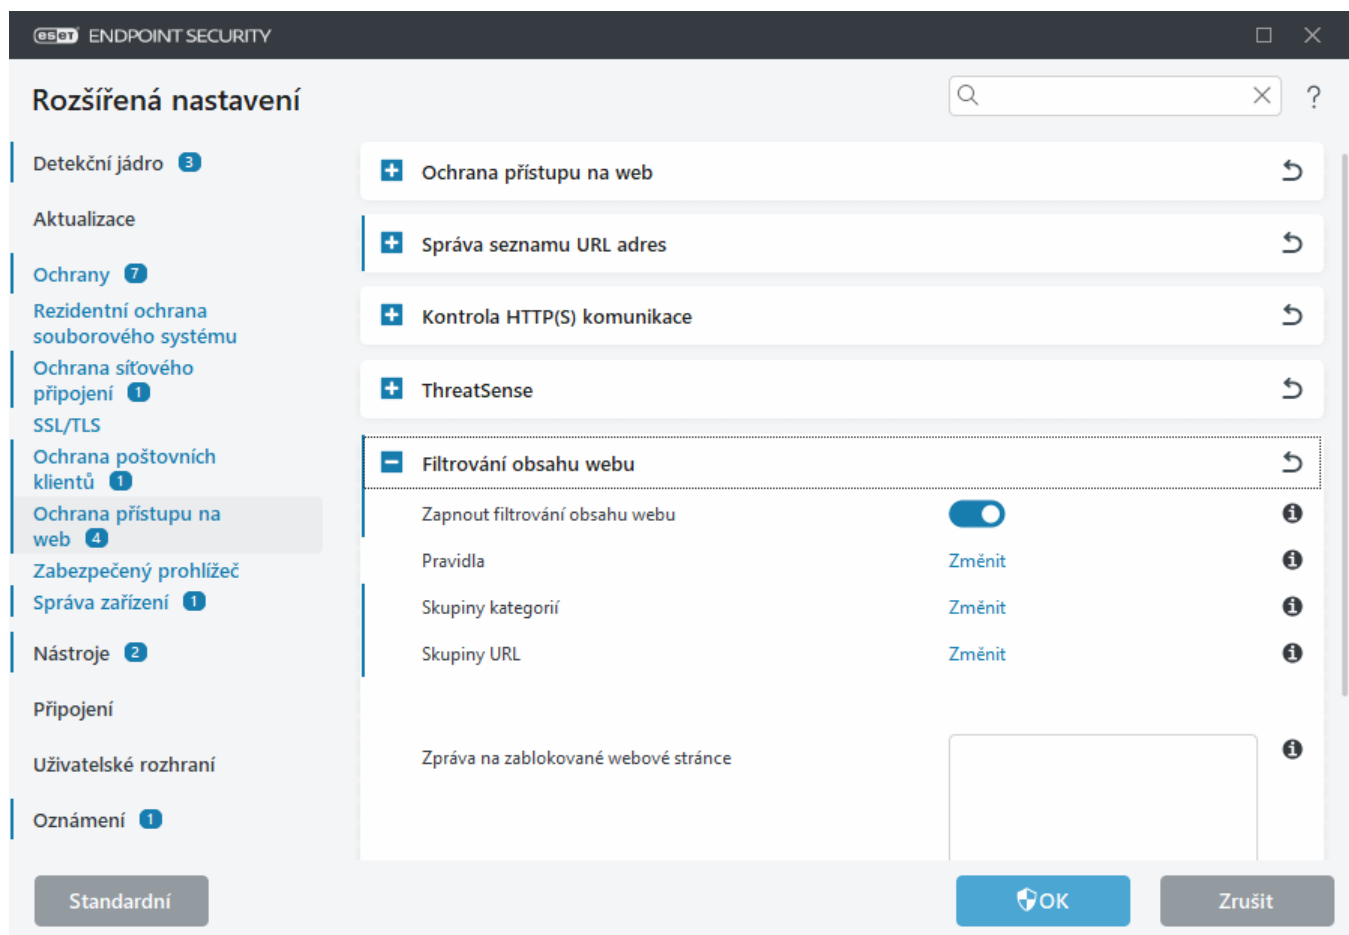 eset ENDPOINT SECURITY
Rozšířená nastavení
?
Detekční jádro 3
Aktualizace
Ochrany 7
Rezidentní ochrana
souborového systému
Ochrana síťového
připojení 1
SSL/TLS
Ochrana poštovních
klientů 1
Ochrana přístupu na
web 4
Zabezpečený prohlížeč
Správa zařízení 1
Nástroje 2
Připojení
Uživatelské rozhraní
Oznámení 1
Ochrana přístupu na web
Správa seznamu URL adres
Kontrola HTTP(S) komunikace
ThreatSense
Filtrování obsahu webu
Zapnout filtrování obsahu webu
Pravidla Změnit
Skupiny kategorií Změnit
Skupiny URL Změnit
Zpráva na zablokované webové stránce
Standardní
OK
Zrušit